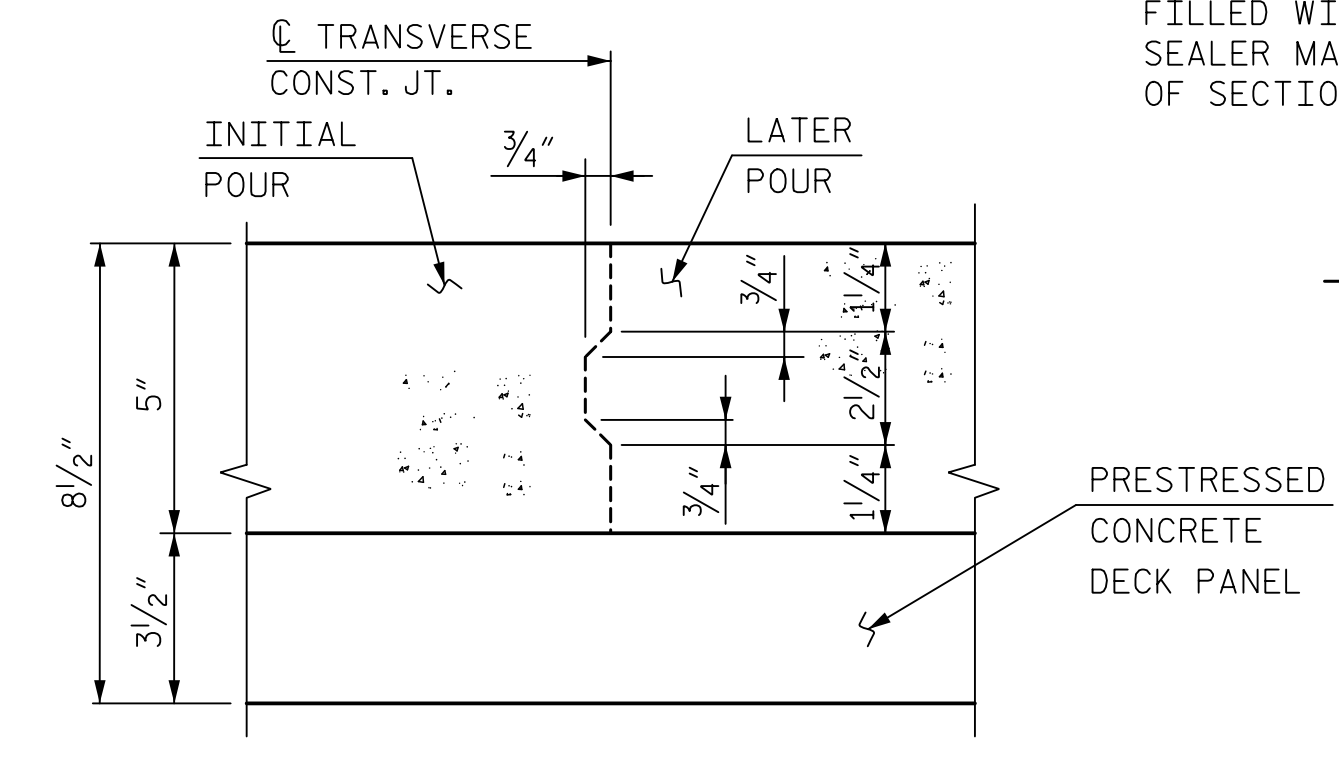 ℄ TRANSVERSE
CONST. JT.
FILLED WI
SEALER MA
OF SECTIO
INITIAL
POUR
3/4"
LATER
POUR
3/4"
1 1/4"
2 1/2"
5"
8 1/2"
3/4"
1 1/4"
3 1/2"
PRESTRESSED
CONCRETE
DECK PANEL